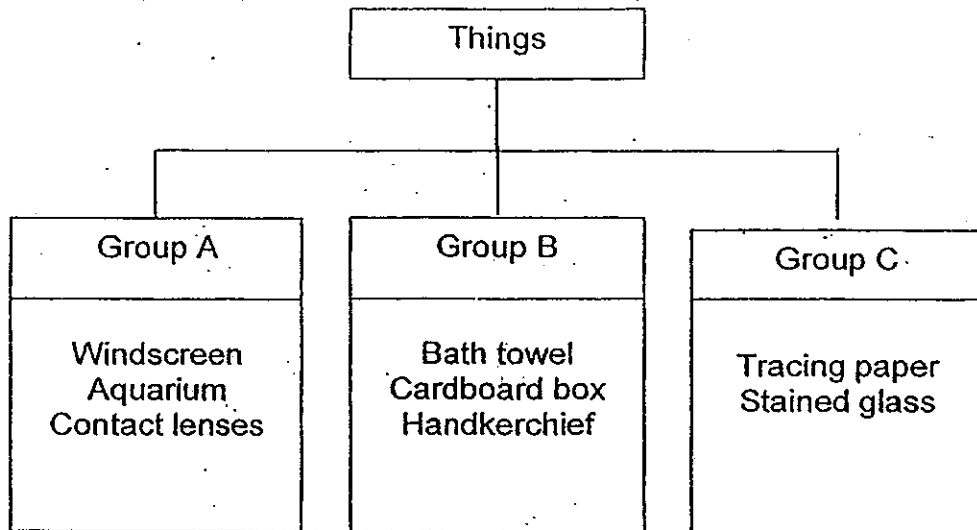 Things
Group A
Windscreen
Aquarium
Contact lenses
Group B
Bath towel
Cardboard box
Handkerchief
Group C
Tracing paper
Stained glass